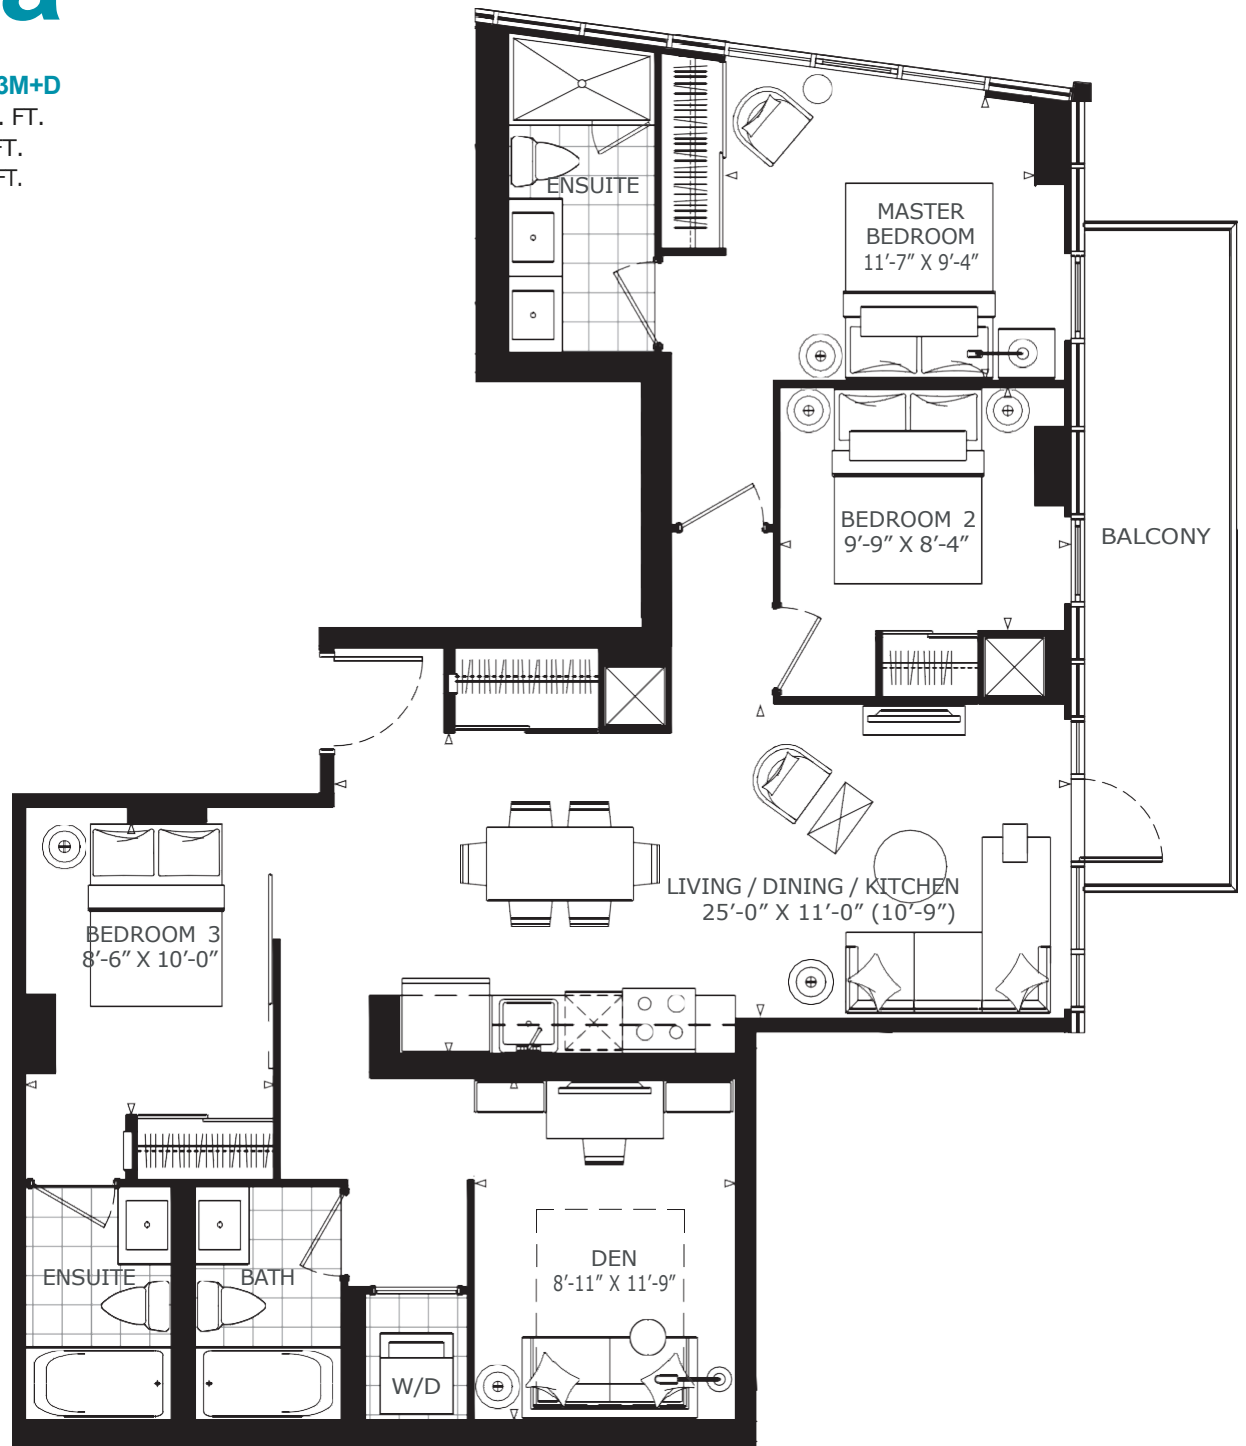 a
3M+D
. FT.
FT.
FT.
ENSUITE
MASTER
BEDROOM
11'-7" X 9'-4"
BEDROOM 2
9'-9" X 8'-4"
BALCONY
LIVING / DINING / KITCHEN
25'-0" X 11'-0" (10'-9")
BEDROOM 3
8'-6" X 10'-0"
ENSUITE
BATH
DEN
8'-11" X 11'-9"
W/D